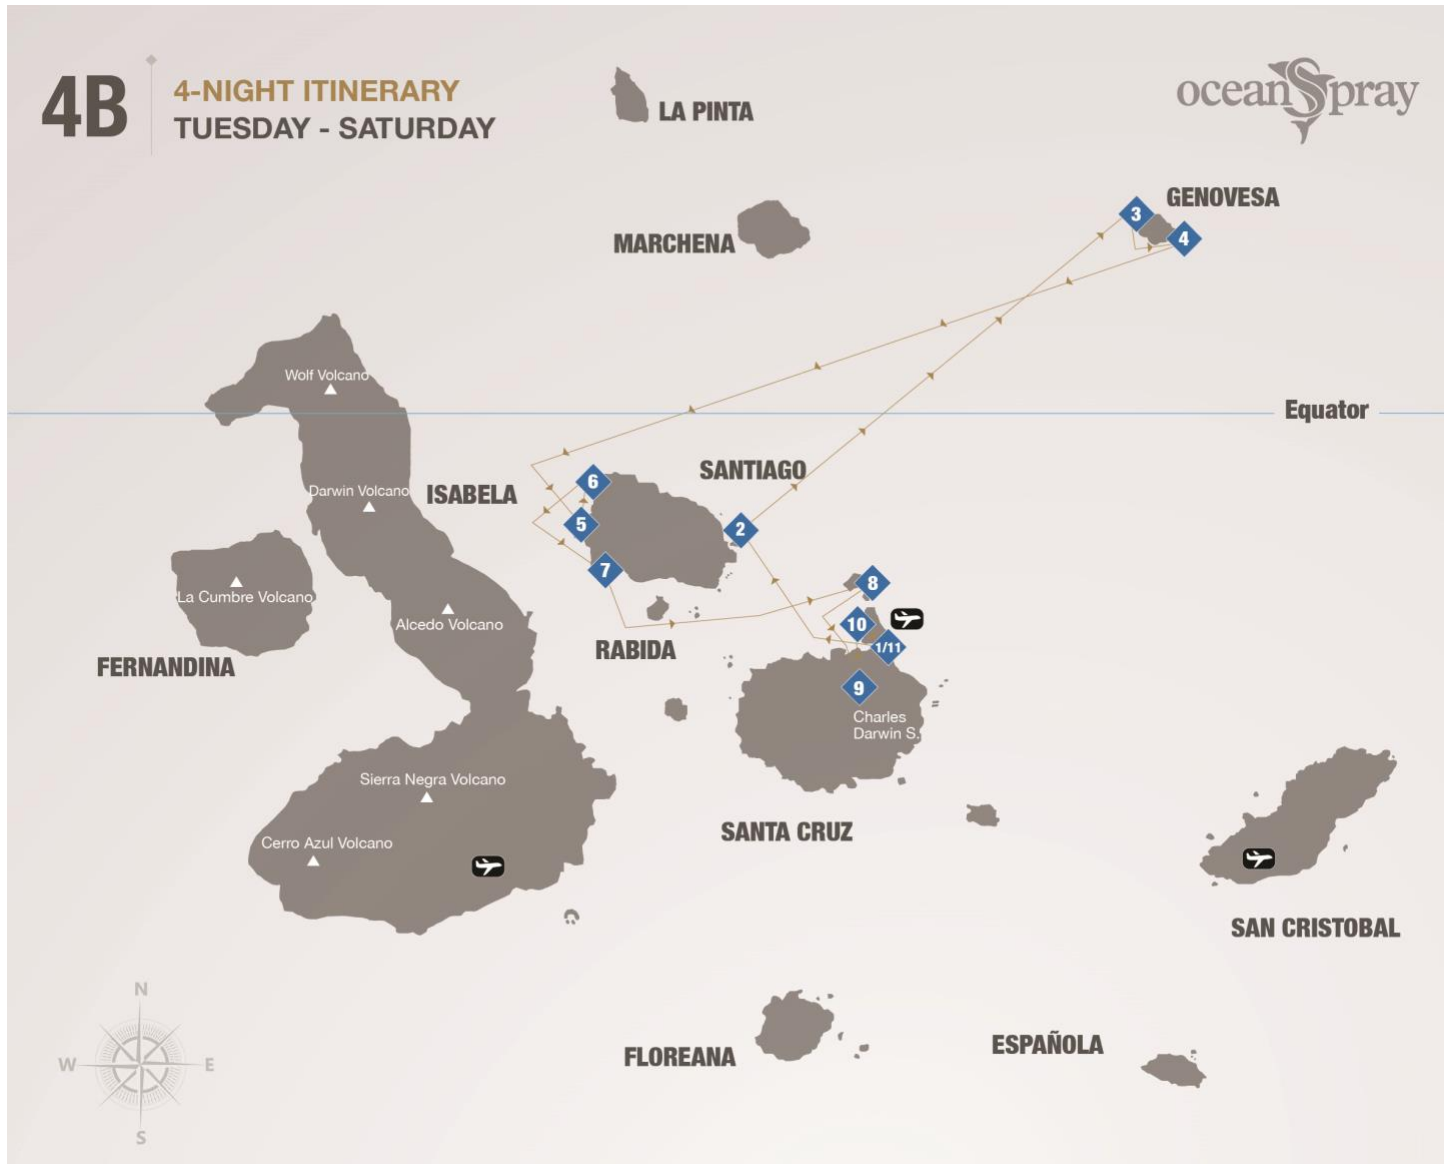 4B
4-NIGHT ITINERARY
TUESDAY - SATURDAY
oceanSpray
LA PINTA
GENOVESA
3
4
MARCHENA
Wolf Volcano
Equator
SANTIAGO
6
Darwin Volcano
ISABELA
5
2
7
8
La Cumbre Volcano
Alcedo Volcano
10
RABIDA
1/11
FERNANDINA
9
Charles
Darwin S.
Sierra Negra Volcano
SANTA CRUZ
Cerro Azul Volcano
SAN CRISTOBAL
N
FLOREANA
ESPAÑOLA
W
E
S